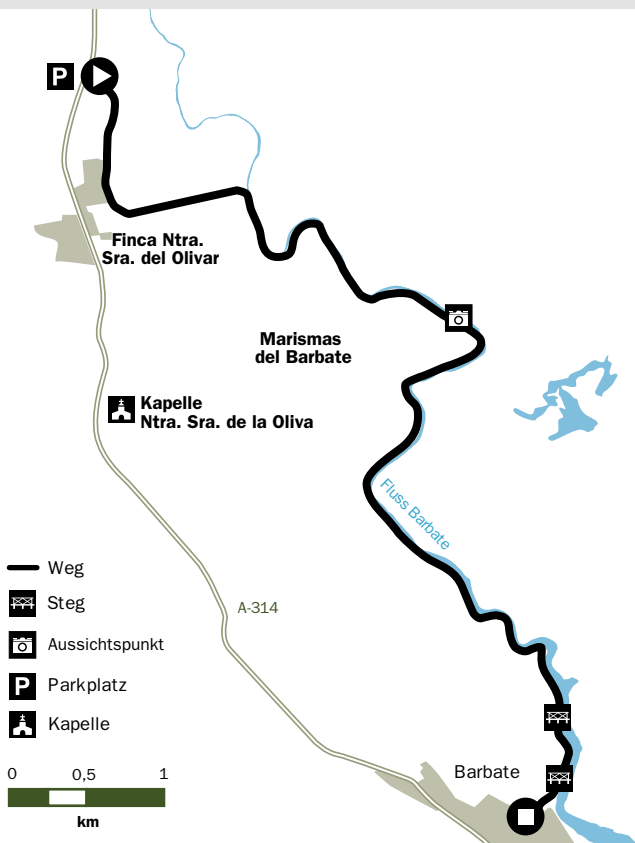 P
Finca Ntra.
Sra. del Olivar
Marismas
del Barbate
Kapelle
Ntra. Sra. de la Oliva
Fluss Barbate
A-314
Weg
Steg
Aussichtspunkt
P Parkplatz
Kapelle
0 0,5 1
km
Barbate